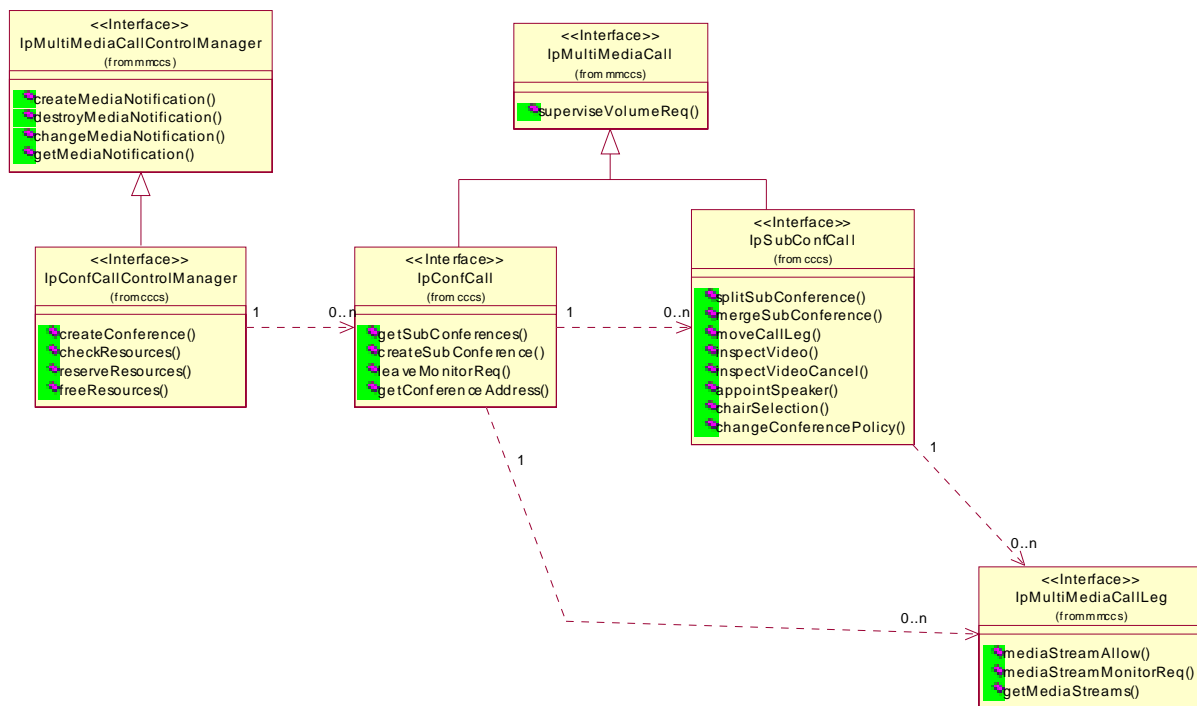 <<Interface>>
IpMultiMediaCallControlManager
(from mmccs)
createMediaNotification()
destroyMediaNotification()
changeMediaNotification()
getMediaNotification()
<<Interface>>
IpMultiMediaCall
(from mmccs)
superviseVolumeReq()
<<Interface>>
IpConfCallControlManager
(from cccs)
createConference()
checkResources()
reserveResources()
freeResources()
1
0..n
<<Interface>>
IpConfCall
(from cccs)
getSubConferences()
createSubConference()
leaveMonitorReq()
getConferenceAddress()
1
0..n
<<Interface>>
IpSubConfCall
(from cccs)
splitSubConference()
mergeSubConference()
moveCallLeg()
inspectVideo()
inspectVideoCancel()
appointSpeaker()
chairSelection()
changeConferencePolicy()
1
1
0..n
0..n
<<Interface>>
IpMultiMediaCallLeg
(from mmccs)
mediaStreamAllow()
mediaStreamMonitorReq()
getMediaStreams()